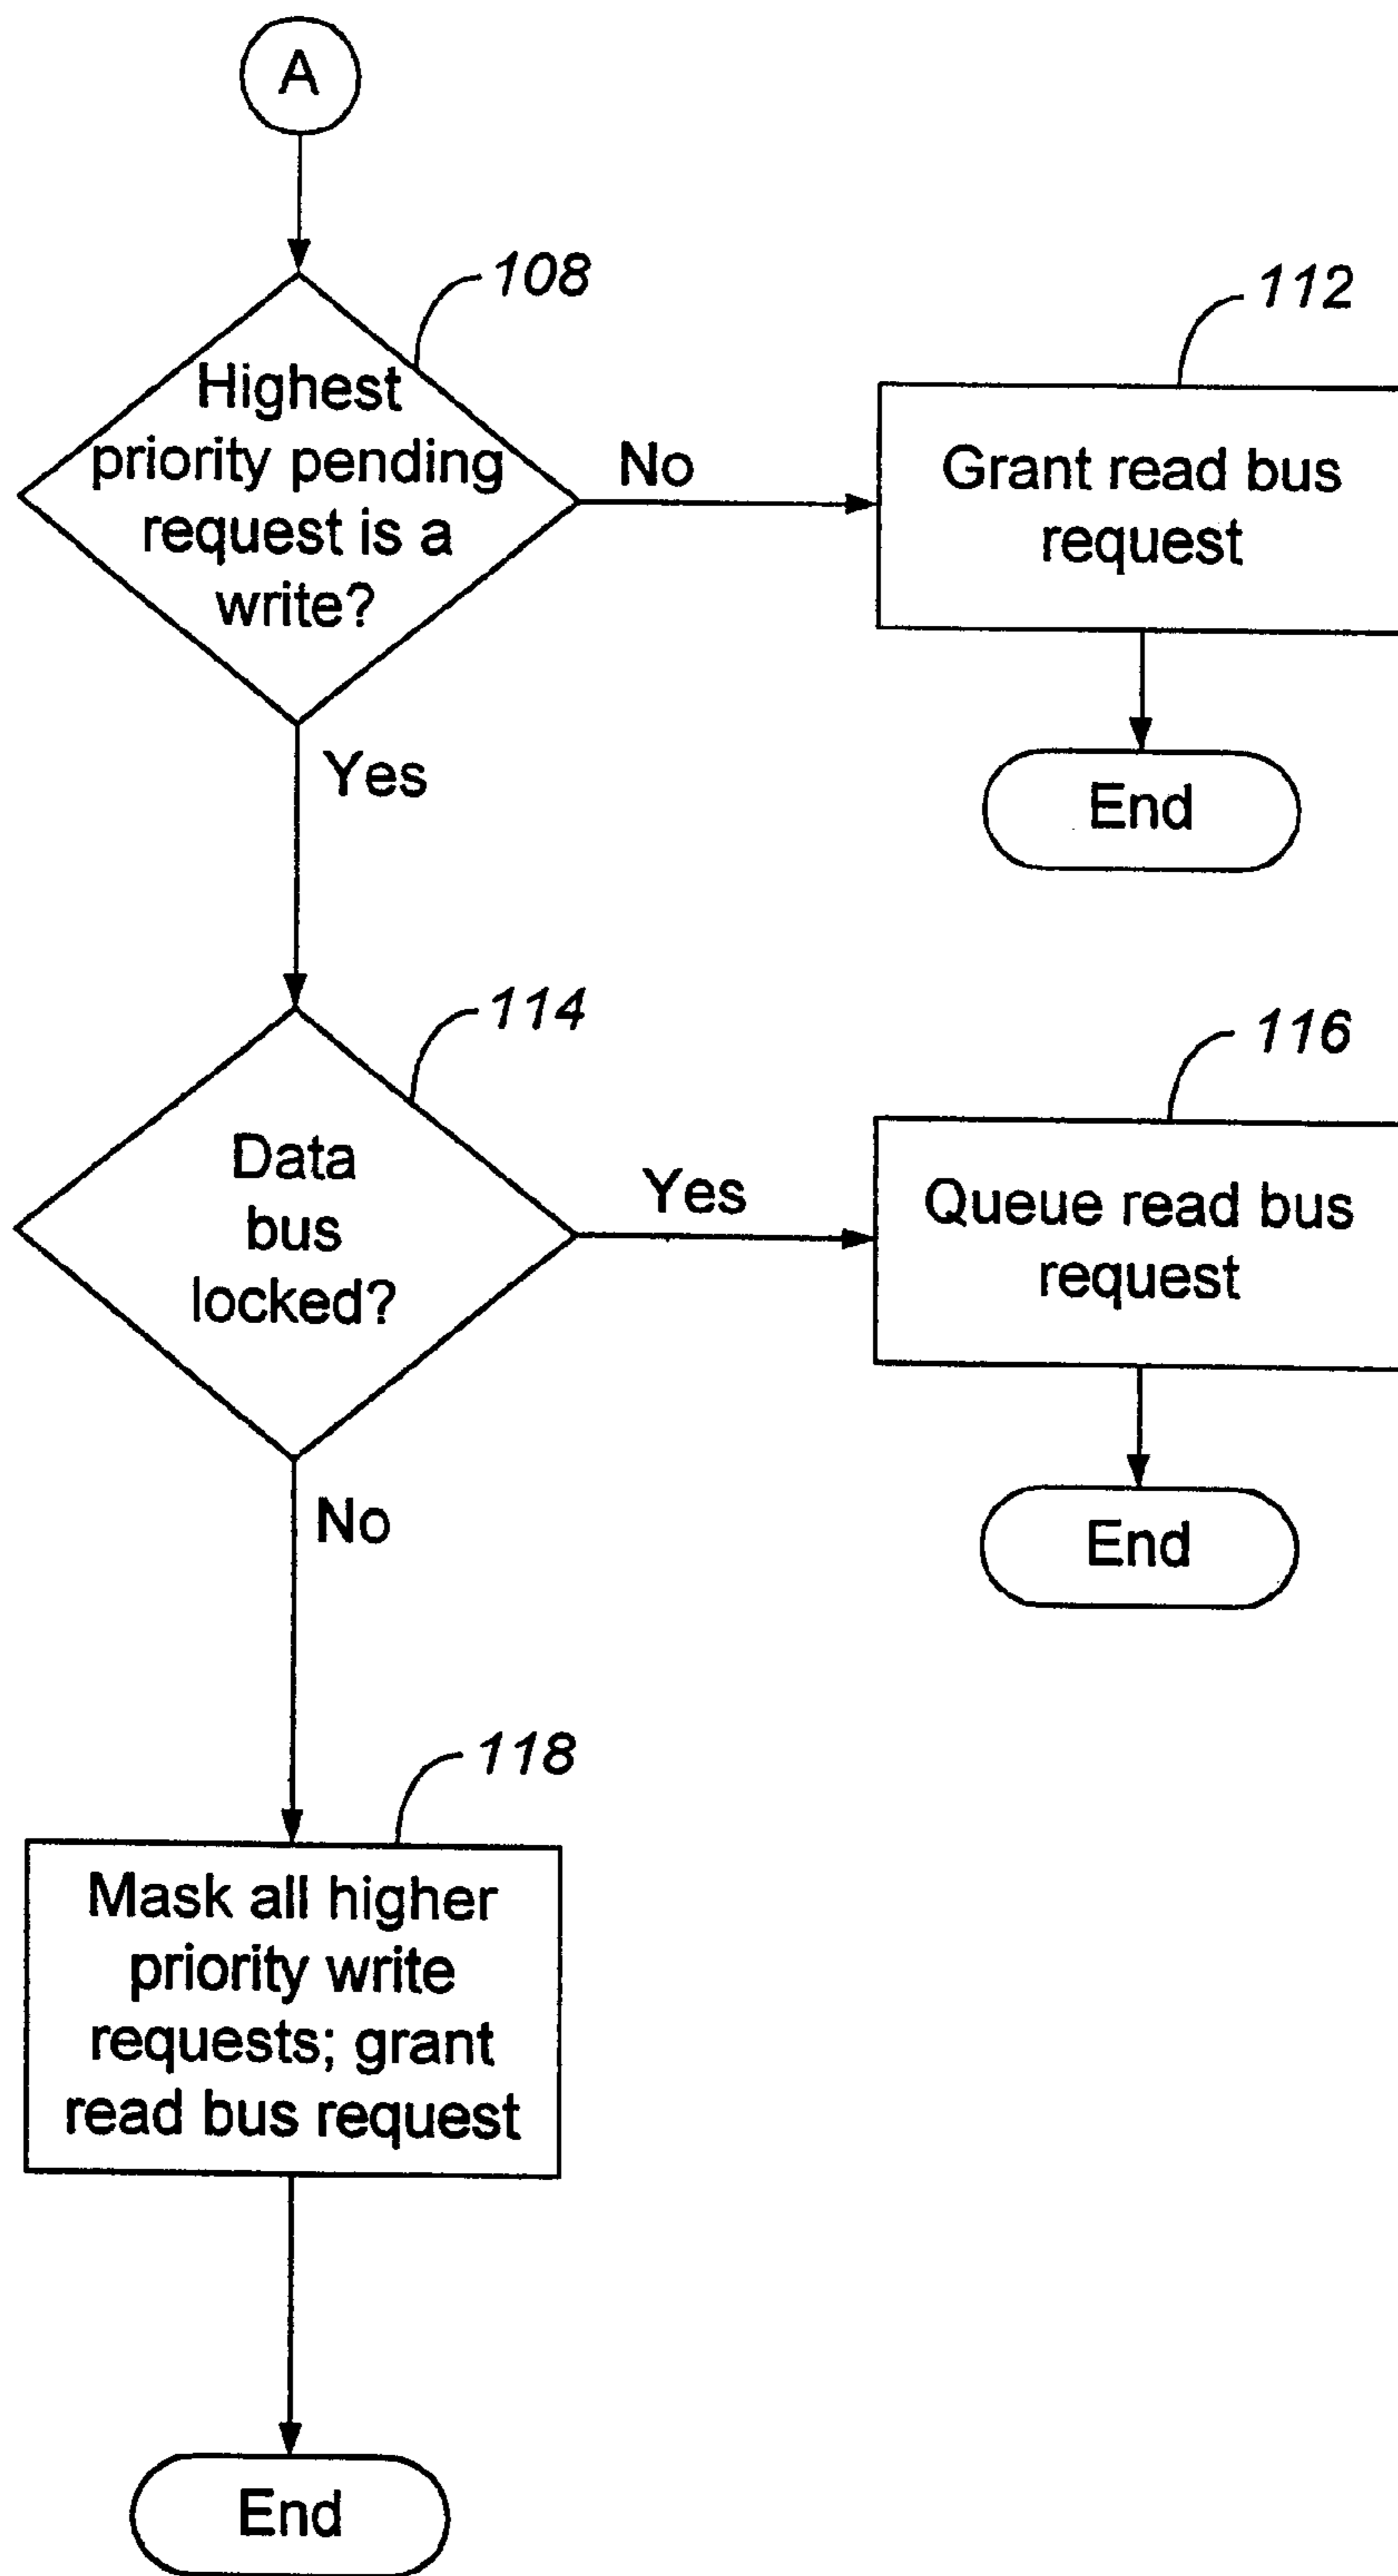 A
108
Highest
priority pending
request is a
write?
No
112
Grant read bus
request
Yes
End
114
Data
bus
locked?
Yes
116
Queue read bus
request
No
End
118
Mask all higher
priority write
requests; grant
read bus request
End